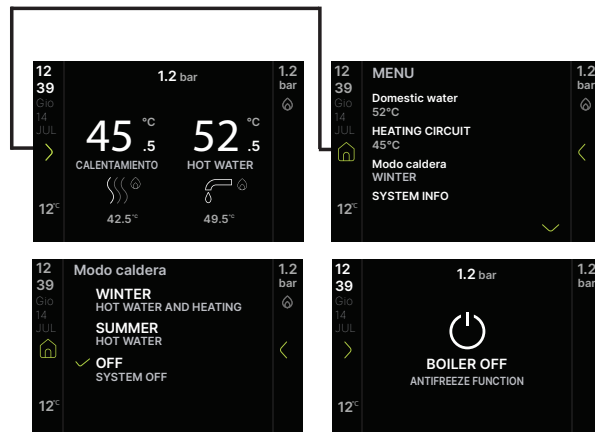 12
39
Gio
14
JUL
12°C
1.2 bar
45 .5 °C
52 .5 °C
CALENTAMIENTO
HOT WATER
42.5°C
49.5°C
1.2
bar
12
39
Gio
14
JUL
12°C
MENU
Domestic water
52°C
HEATING CIRCUIT
45°C
Modo caldera
WINTER
SYSTEM INFO
1.2
bar
12
39
Gio
14
JUL
12°C
Modo caldera
WINTER
HOT WATER AND HEATING
SUMMER
HOT WATER
OFF
SYSTEM OFF
1.2
bar
12
39
Gio
14
JUL
12°C
1.2 bar
BOILER OFF
ANTIFREEZE FUNCTION
1.2
bar